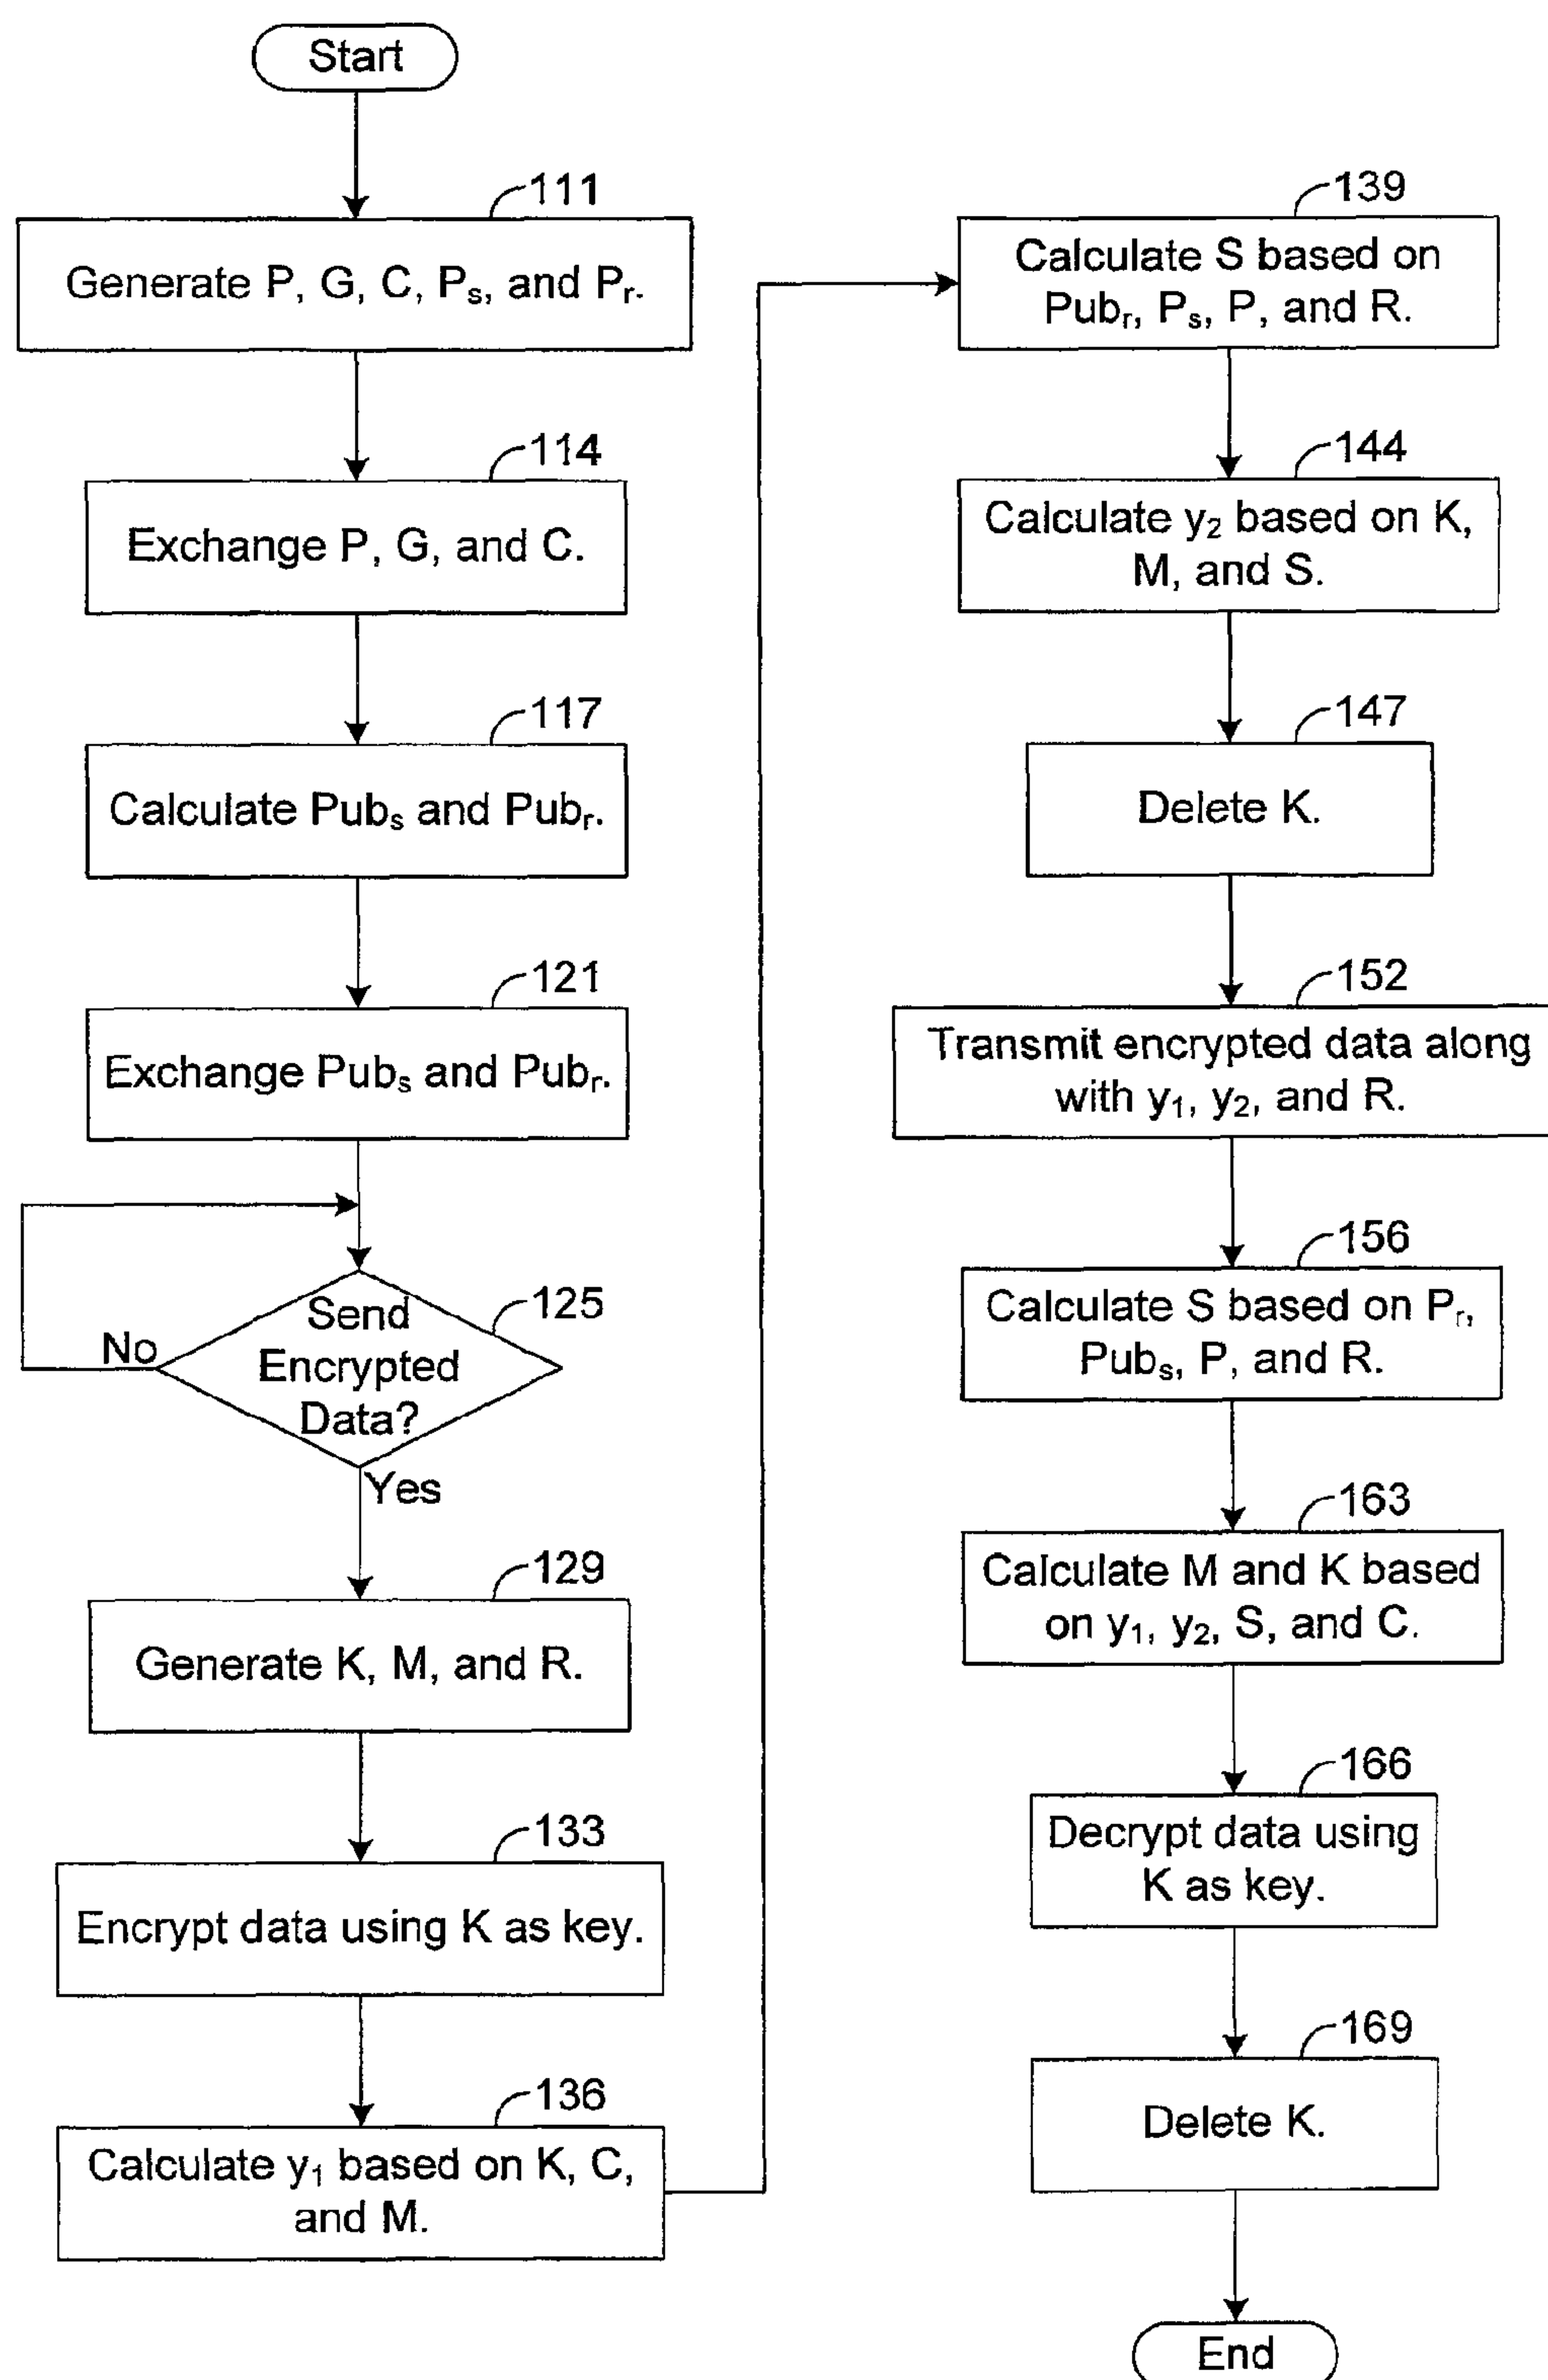 Start
111
Generate P, G, C, Pₛ, and Pᵣ.
114
Exchange P, G, and C.
117
Calculate Pubₛ and Pubᵣ.
121
Exchange Pubₛ and Pubᵣ.
125
Send
Encrypted
Data?
No
Yes
129
Generate K, M, and R.
133
Encrypt data using K as key.
136
Calculate y₁ based on K, C,
and M.
139
Calculate S based on
Pubᵣ, Pₛ, P, and R.
144
Calculate y₂ based on K,
M, and S.
147
Delete K.
152
Transmit encrypted data along
with y₁, y₂, and R.
156
Calculate S based on Pᵣ,
Pubₛ, P, and R.
163
Calculate M and K based
on y₁, y₂, S, and C.
166
Decrypt data using
K as key.
169
Delete K.
End